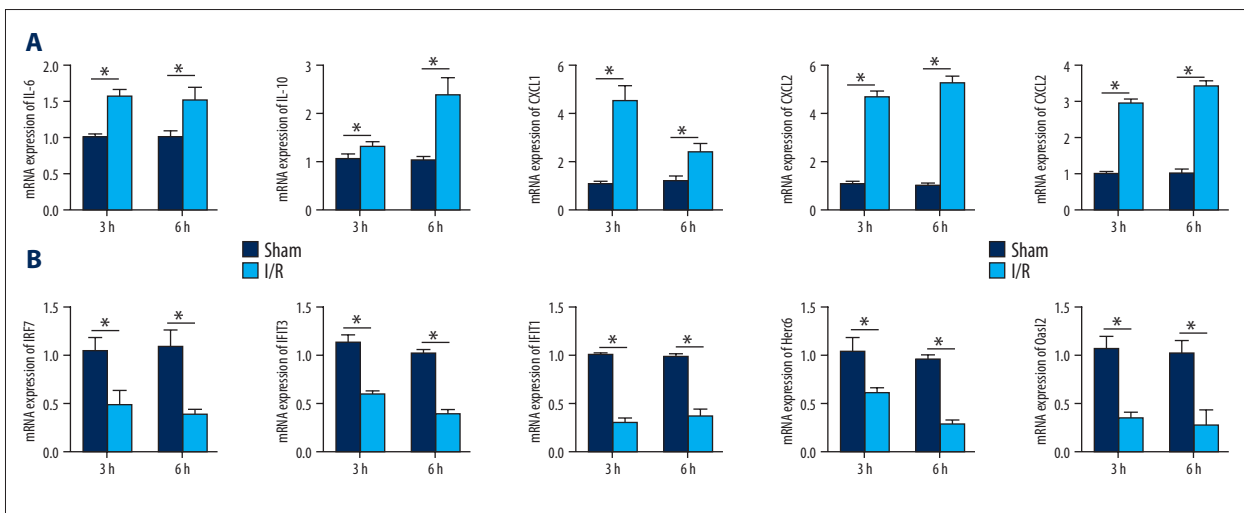 A
mRNA expression of IL-6
2.0
1.5
1.0
0.5
0.0
*
*
3 h
6 h
mRNA expression of IL-10
3
2
1
0
*
*
3 h
6 h
mRNA expression of CXCL1
6
4
2
0
*
*
3 h
6 h
mRNA expression of CXCL2
6
4
2
0
*
*
3 h
6 h
mRNA expression of CXCL2
4
3
2
1
0
*
*
3 h
6 h
Sham
I/R
Sham
I/R
B
mRNA expression of IRF7
1.5
1.0
0.5
0.0
*
*
3 h
6 h
mRNA expression of IFIT3
1.5
1.0
0.5
0.0
*
*
3 h
6 h
mRNA expression of IFIT1
1.5
1.0
0.5
0.0
*
*
3 h
6 h
mRNA expression of Herc6
1.5
1.0
0.5
0.0
*
*
3 h
6 h
mRNA expression of Oasl2
1.5
1.0
0.5
0.0
*
*
3 h
6 h